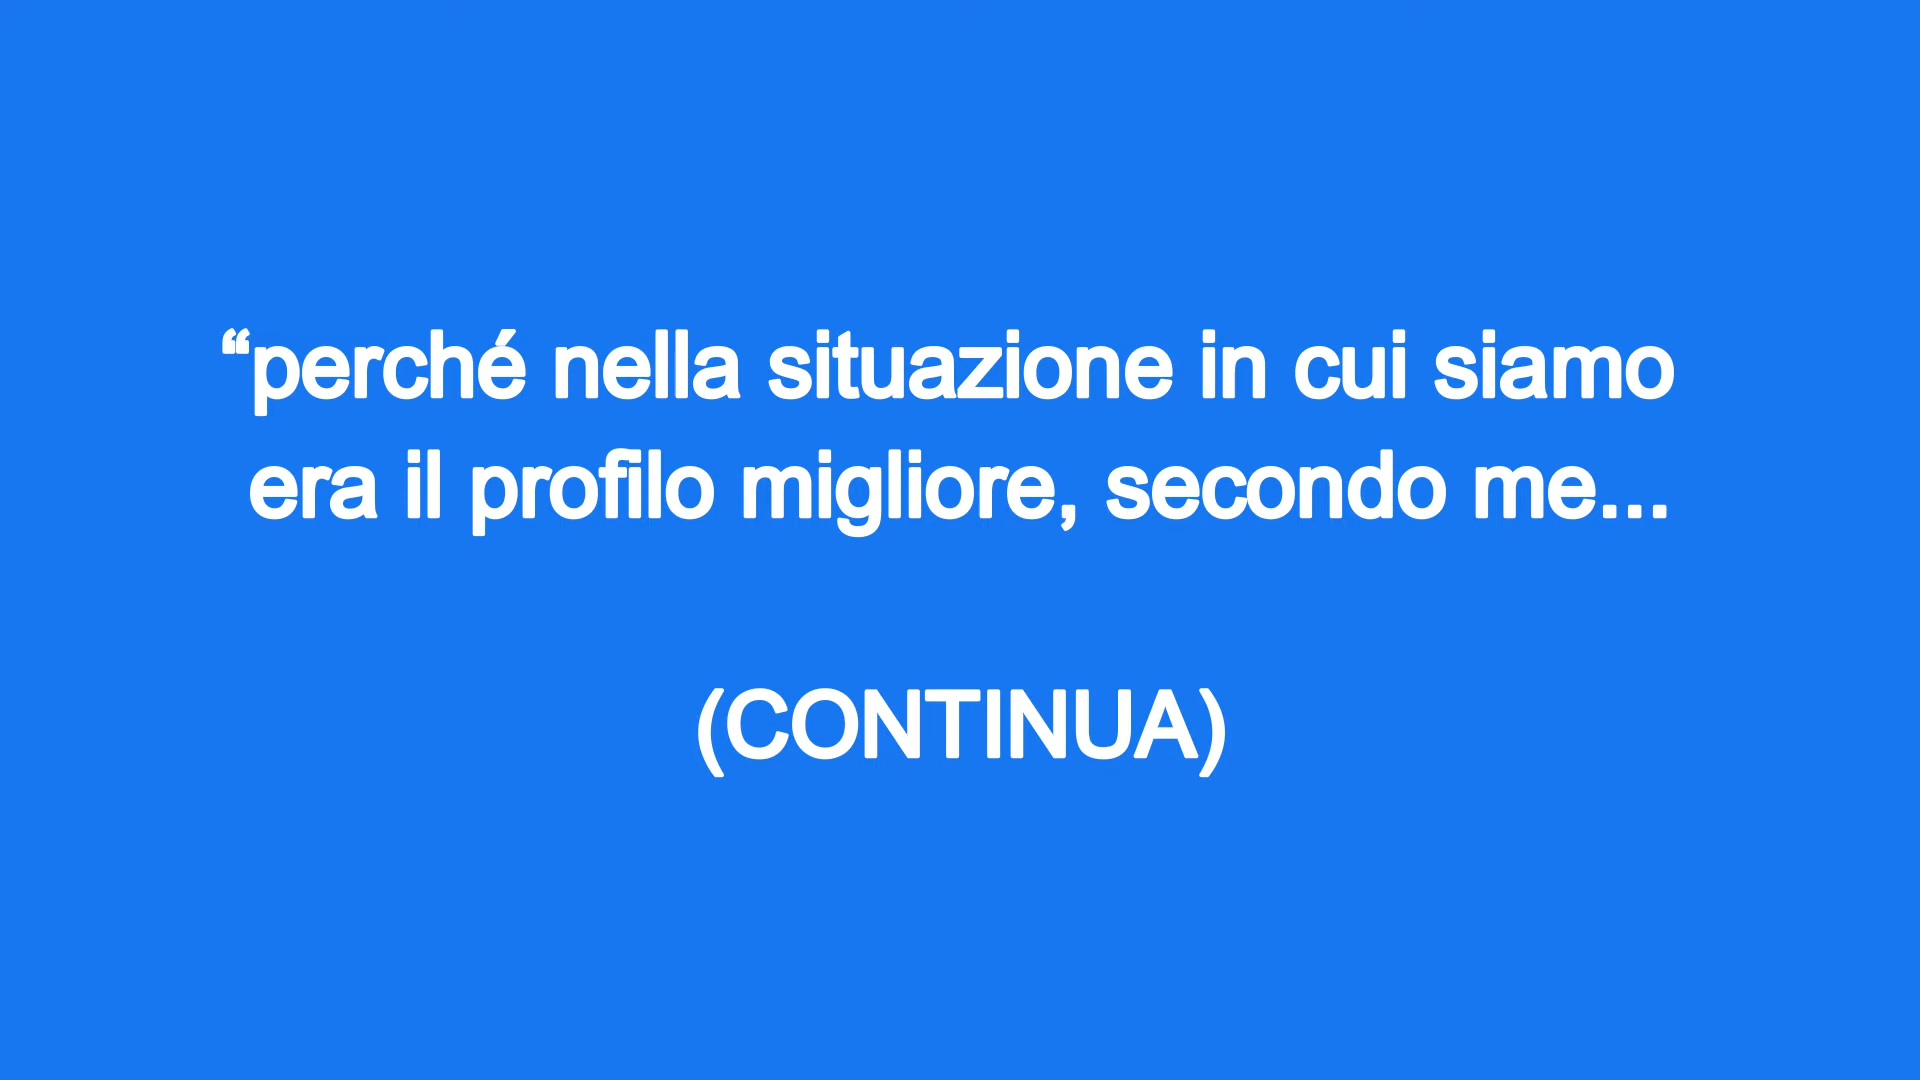 “perché nella situazione in cui siamo
era il profilo migliore, secondo me...
(CONTINUA)